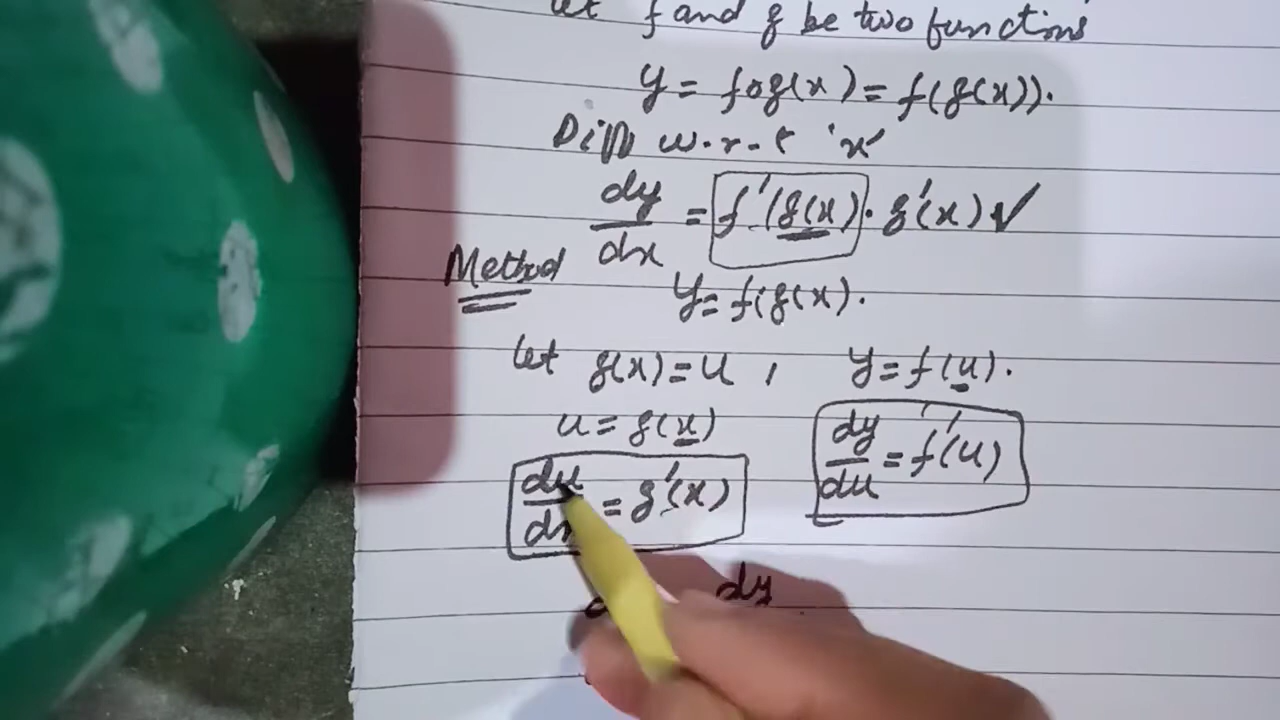 let f and g be two functions
y = fog(x) = f(g(x)).
Diff w.r.t 'x'
dy/dx = f'(g(x)) . g'(x) ✓
Method
y = f(g(x).
let g(x) = u , y = f(u).
u = g(x)
dy/du = f'(u)
du/dx = g'(x)
dy